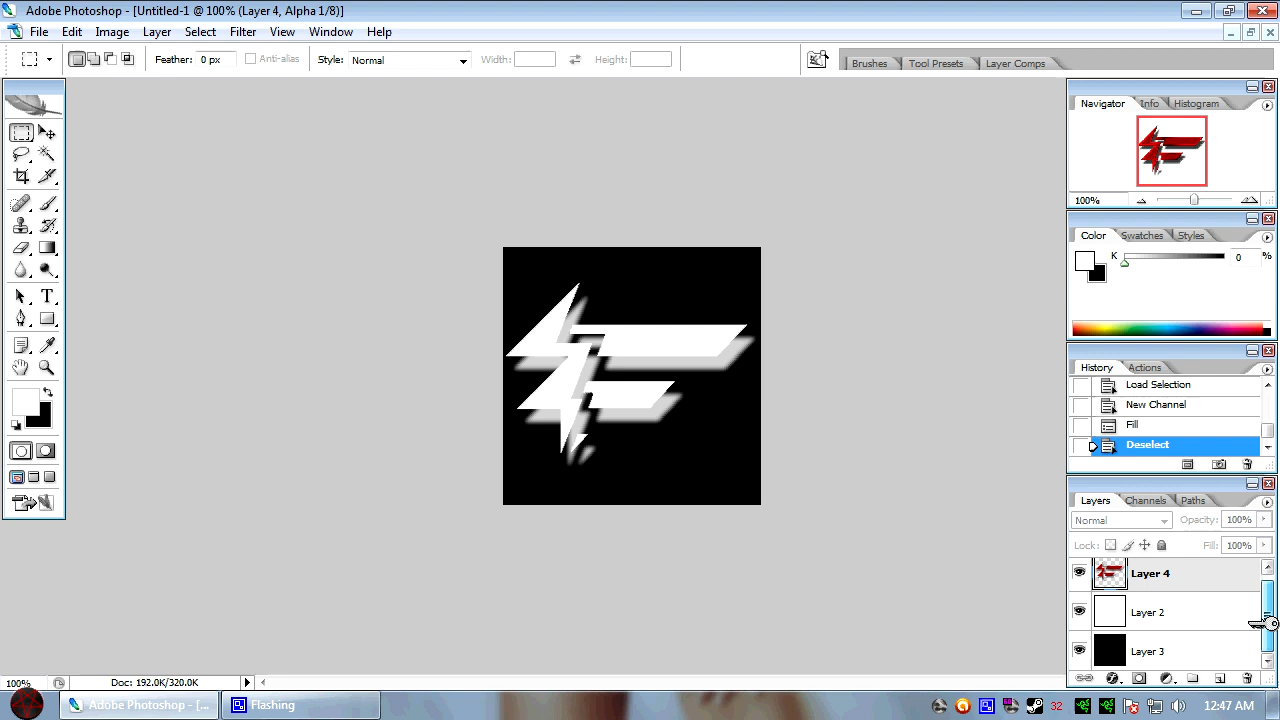 Adobe Photoshop - [Untitled-1 @ 100% (Layer 4, Alpha 1/8)]
File Edit Image Layer Select Filter View Window Help
Feather: 0 px Anti-alias Style: Normal Width: Height: Brushes Tool Presets Layer Comps
Navigator Info Histogram
100%
Color Swatches Styles
K 0 %
History Actions
Load Selection
New Channel
Fill
Deselect
Layers Channels Paths
Normal Opacity: 100%
Lock: Fill: 100%
Layer 4
Layer 2
Layer 3
100% Doc: 192.0K/320.0K
Adobe Photoshop - [... Flashing 32 12:47 AM